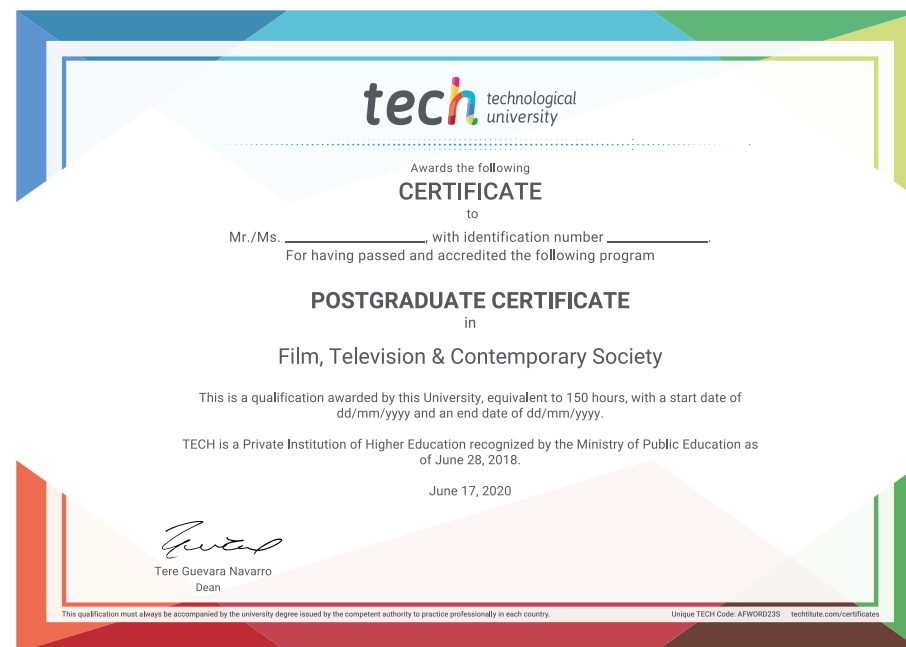 tech technological
university
Awards the following
CERTIFICATE
to
Mr./Ms. ____________, with identification number ____________.
For having passed and accredited the following program
POSTGRADUATE CERTIFICATE
in
Film, Television & Contemporary Society
This is a qualification awarded by this University, equivalent to 150 hours, with a start date of
dd/mm/yyyy and an end date of dd/mm/yyyy.
TECH is a Private Institution of Higher Education recognized by the Ministry of Public Education as
of June 28, 2018.
June 17, 2020
Tere Guevara Navarro
Dean
This qualification must always be accompanied by the university degree issued by the competent authority to practice professionally in each country. Unique TECH Code: AFWORD23S techtitute.com/certificates